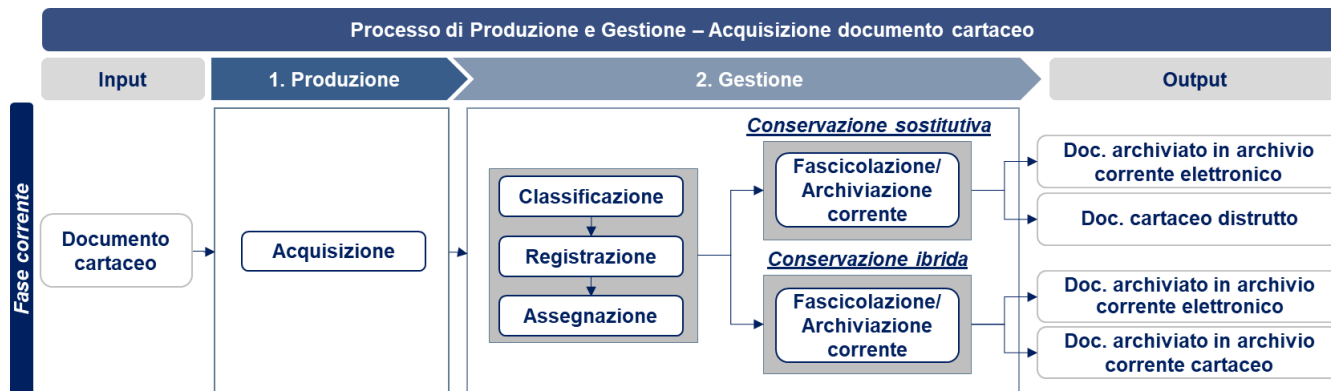 Processo di Produzione e Gestione – Acquisizione documento cartaceo
Input
1. Produzione
2. Gestione
Output
Fase corrente
Documento
cartaceo
Acquisizione
Classificazione
Registrazione
Assegnazione
Conservazione sostitutiva
Fascicolazione/
Archiviazione
corrente
Conservazione ibrida
Fascicolazione/
Archiviazione
corrente
Doc. archiviato in archivio
corrente elettronico
Doc. cartaceo distrutto
Doc. archiviato in archivio
corrente elettronico
Doc. archiviato in archivio
corrente cartaceo